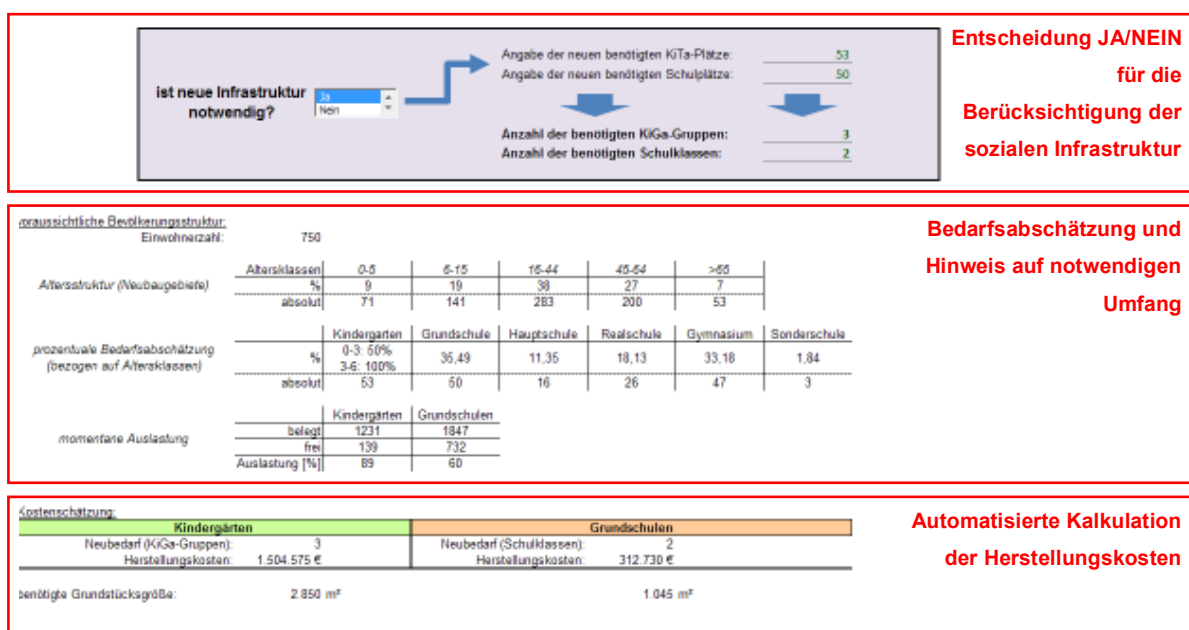 Entscheidung JA/NEIN
für die
Berücksichtigung der
sozialen Infrastruktur
ist neue Infrastruktur
notwendig?
Ja
Nein
Angabe der neuen benötigten KiTa-Plätze: 53
Angabe der neuen benötigten Schulplätze: 50
Anzahl der benötigten KiGa-Gruppen: 3
Anzahl der benötigten Schulklassen: 2
Bedarfsabschätzung und
Hinweis auf notwendigen
Umfang
voraussichtliche Bevölkerungsstruktur:
Einwohnerzahl: 750
Altersstruktur (Neubaugebiete)
Altersklassen 0-5 6-15 16-44 45-64 >65
% 9 19 38 27 7
absolut 71 141 283 200 53
prozentuale Bedarfsabschätzung
(bezogen auf Altersklassen)
Kindergarten Grundschule Hauptschule Realschule Gymnasium Sonderschule
% 0-3: 50% 3-6: 100% 35,49 11,35 18,13 33,18 1,84
absolut 53 50 16 26 47 3
momentane Auslastung
Kindergärten Grundschulen
belegt 1231 1847
frei 139 732
Auslastung [%] 89 60
Automatisierte Kalkulation
der Herstellungskosten
Kostenschätzung:
Kindergärten Grundschulen
Neubedarf (KiGa-Gruppen): 3 Neubedarf (Schulklassen): 2
Herstellungskosten: 1.504.575 € Herstellungskosten: 312.730 €
benötigte Grundstücksgröße: 2.850 m² 1.045 m²